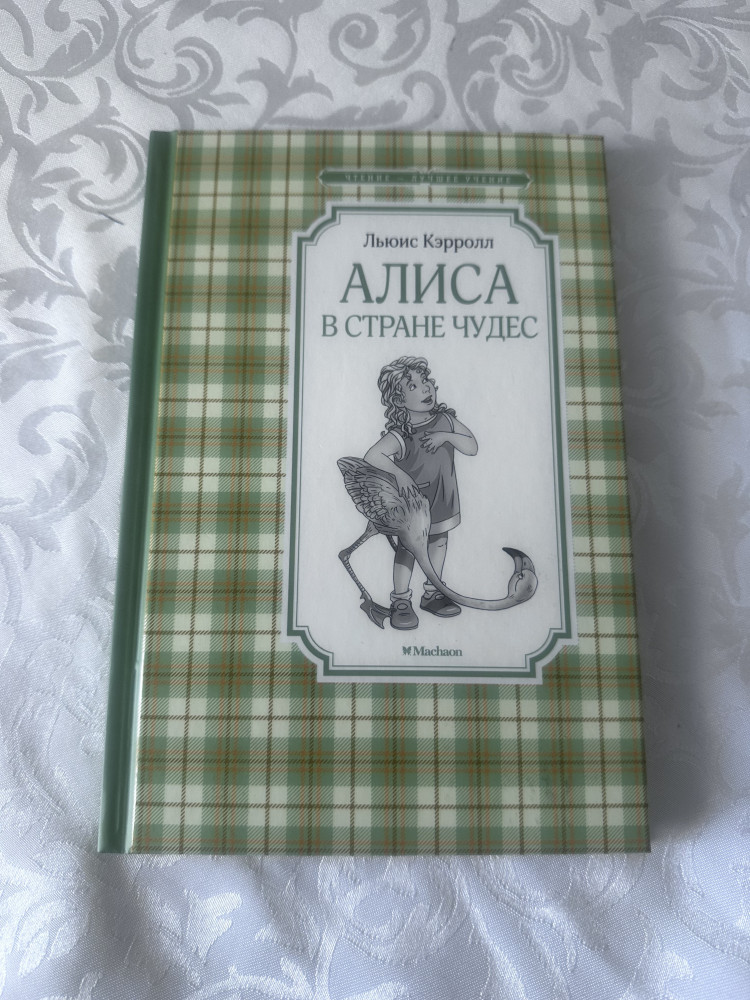 ЧТЕНИЕ – ЛУЧШЕЕ УЧЕНИЕ
Льюис Кэрролл
АЛИСА
В СТРАНЕ ЧУДЕС
Machaon